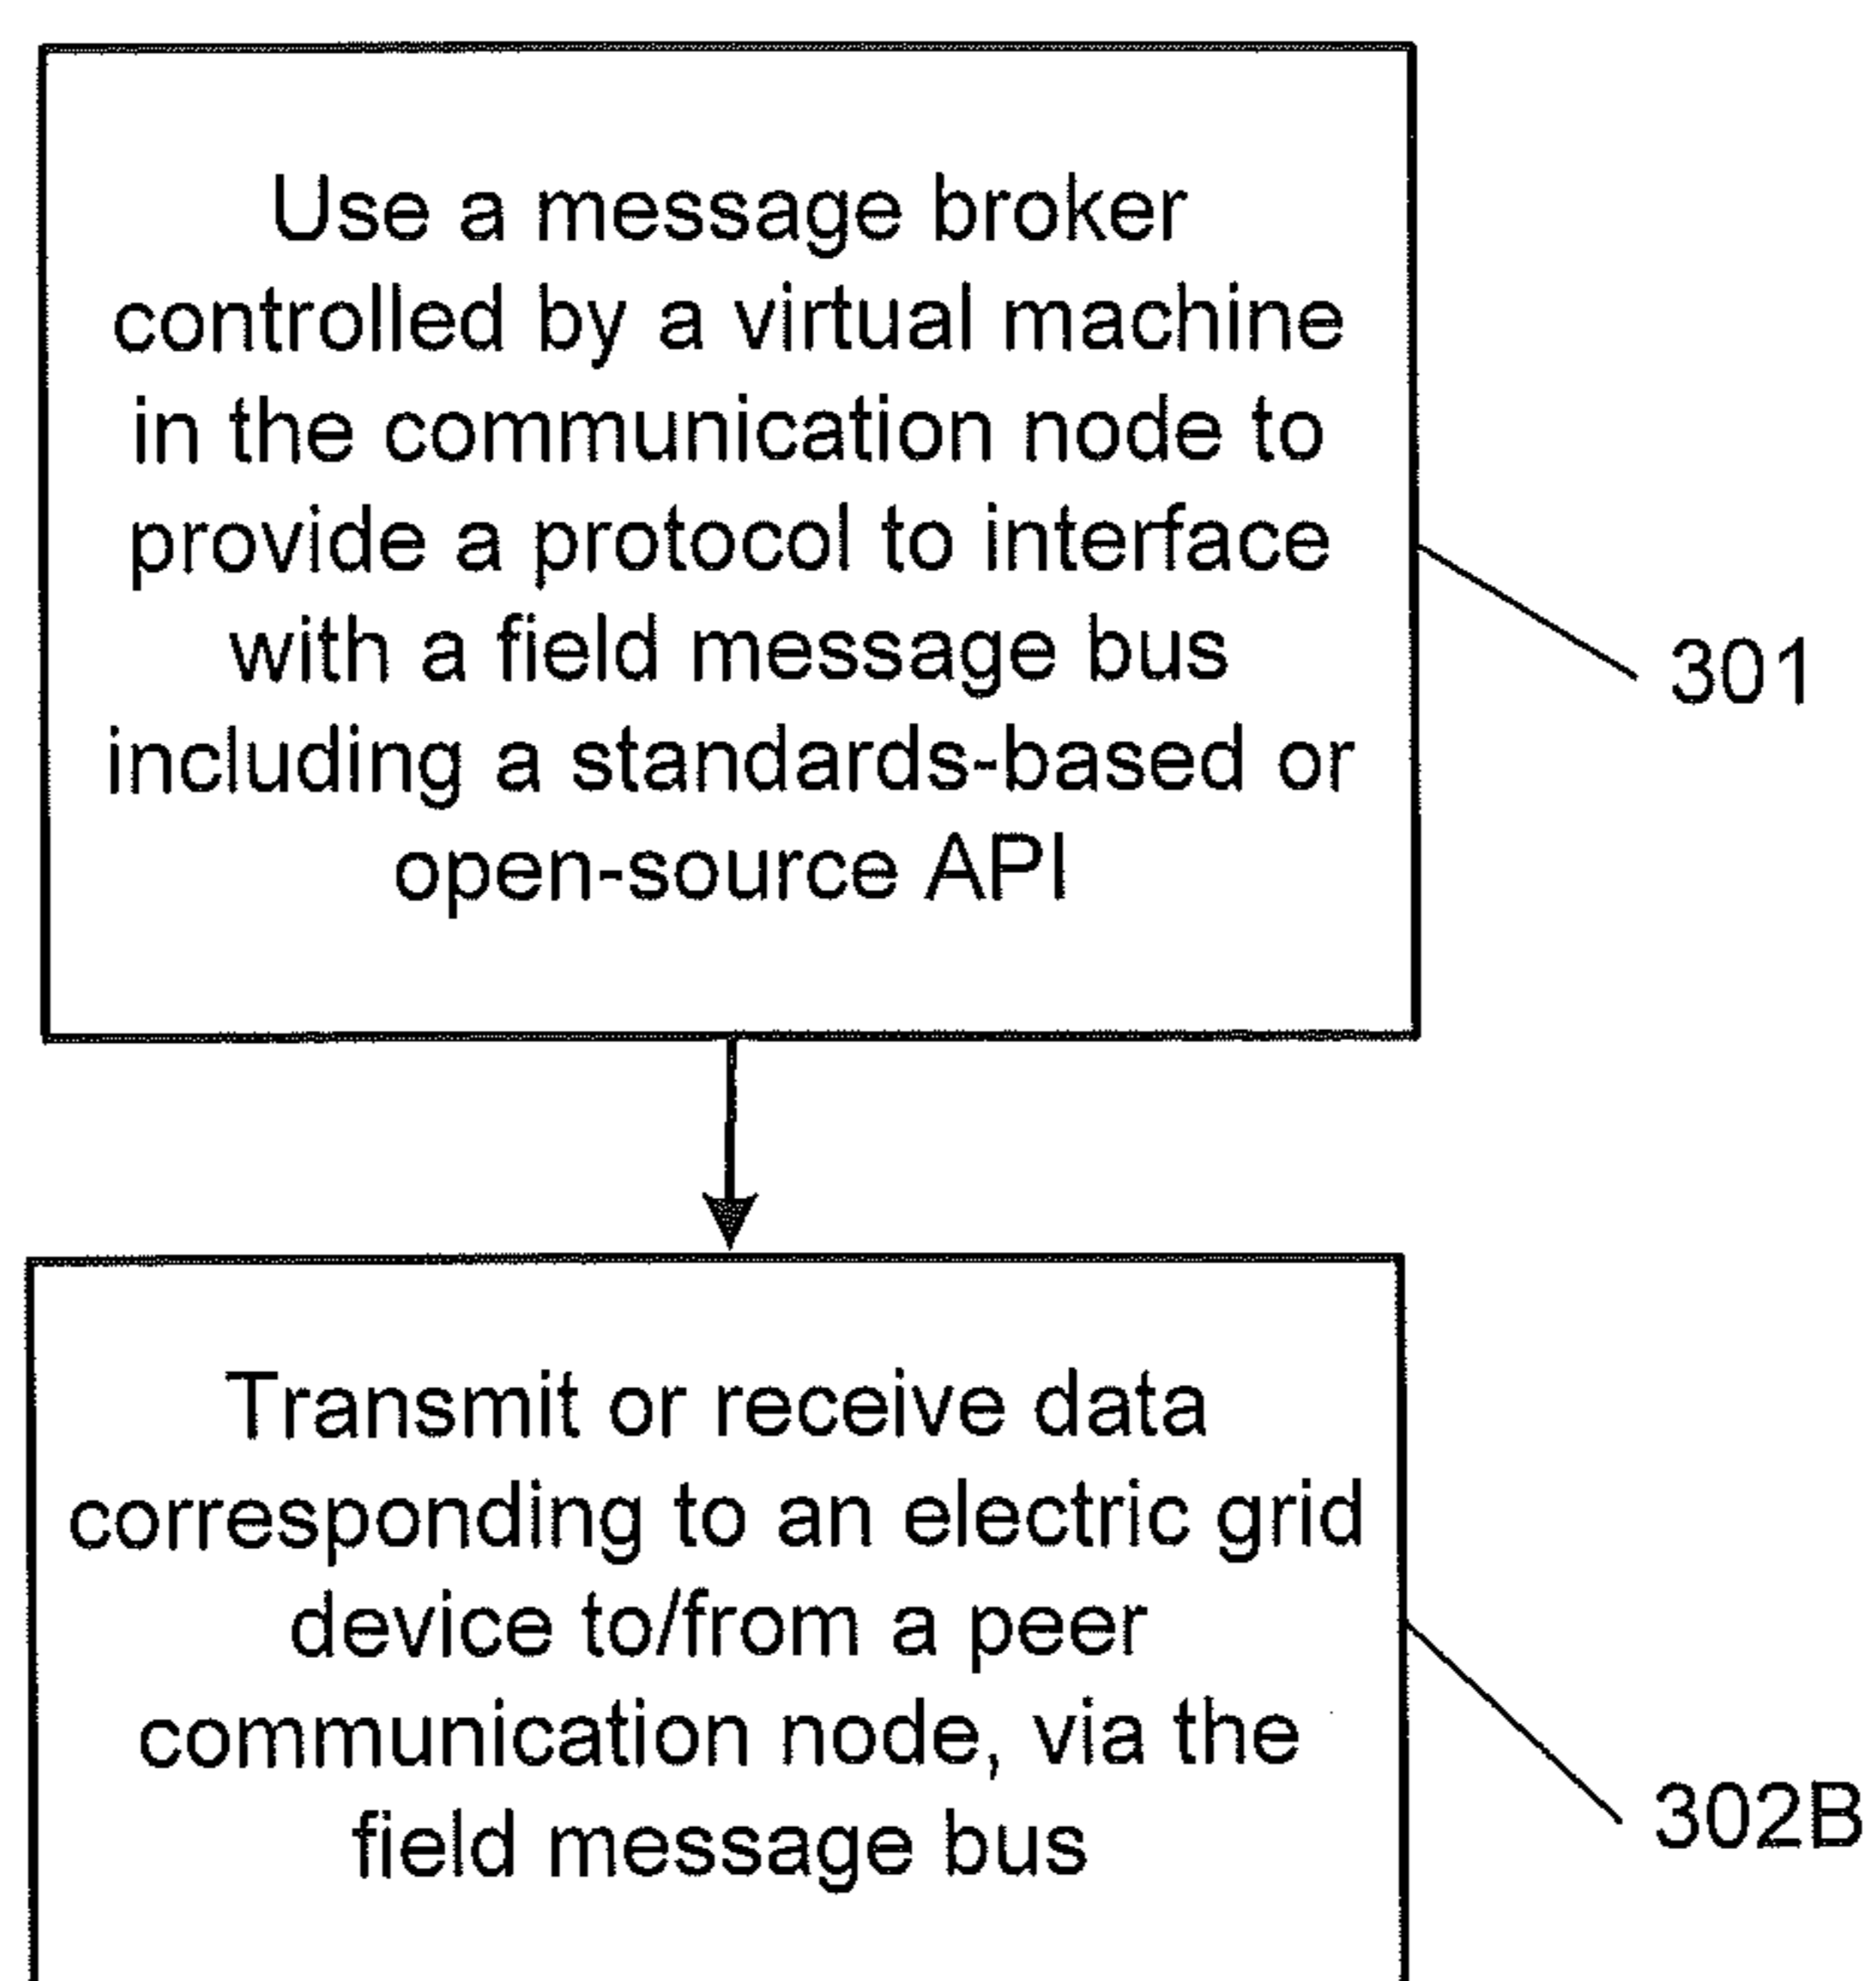 Use a message broker
controlled by a virtual machine
in the communication node to
provide a protocol to interface
with a field message bus
including a standards-based or
open-source API
301
Transmit or receive data
corresponding to an electric grid
device to/from a peer
communication node, via the
field message bus
302B